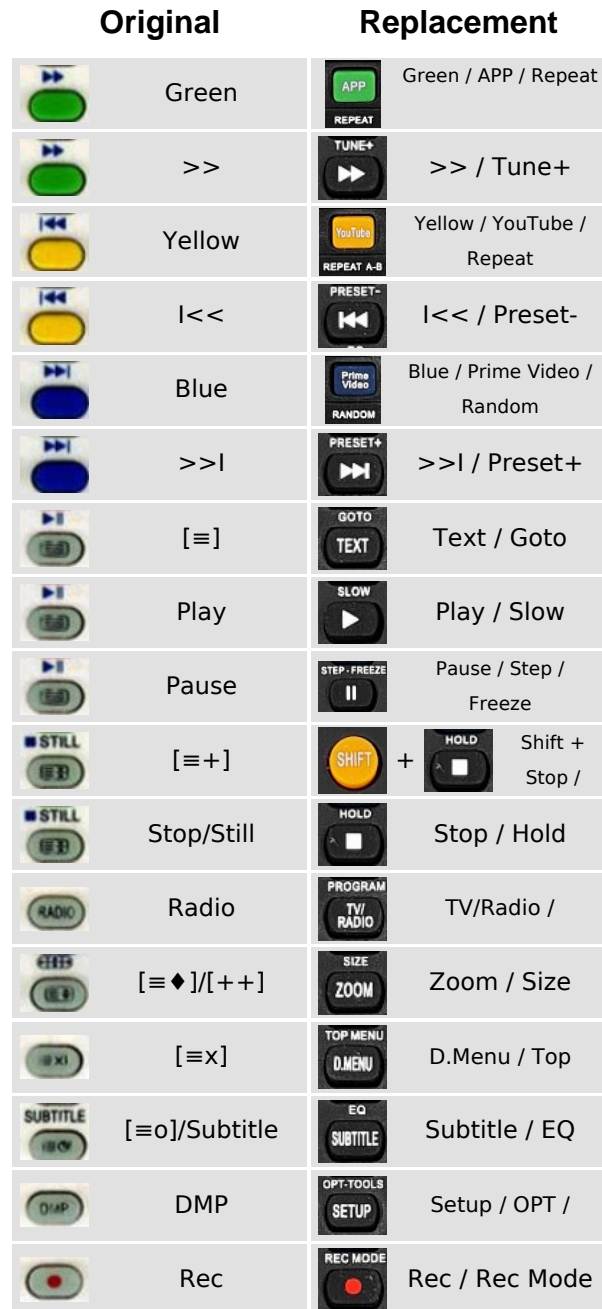 Original Replacement
Green APP REPEAT Green / APP / Repeat
>> TUNE+ >> / Tune+
Yellow YouTube REPEAT A-B Yellow / YouTube /
Repeat
I<< PRESET- I<< / Preset-
Blue Prime Video RANDOM Blue / Prime Video /
Random
>>I PRESET+ >>I / Preset+
[≡] GOTO TEXT Text / Goto
Play SLOW Play / Slow
Pause STEP-FREEZE Pause / Step /
Freeze
STILL [≡+] SHIFT + HOLD Shift +
Stop /
STILL Stop/Still HOLD Stop / Hold
RADIO Radio PROGRAM TV/RADIO TV/Radio /
[≡♦]/[++] SIZE ZOOM Zoom / Size
[≡x] TOP MENU D.MENU D.Menu / Top
SUBTITLE [≡o]/Subtitle EQ SUBTITLE Subtitle / EQ
DMP DMP OPT-TOOLS SETUP Setup / OPT /
Rec REC MODE Rec / Rec Mode